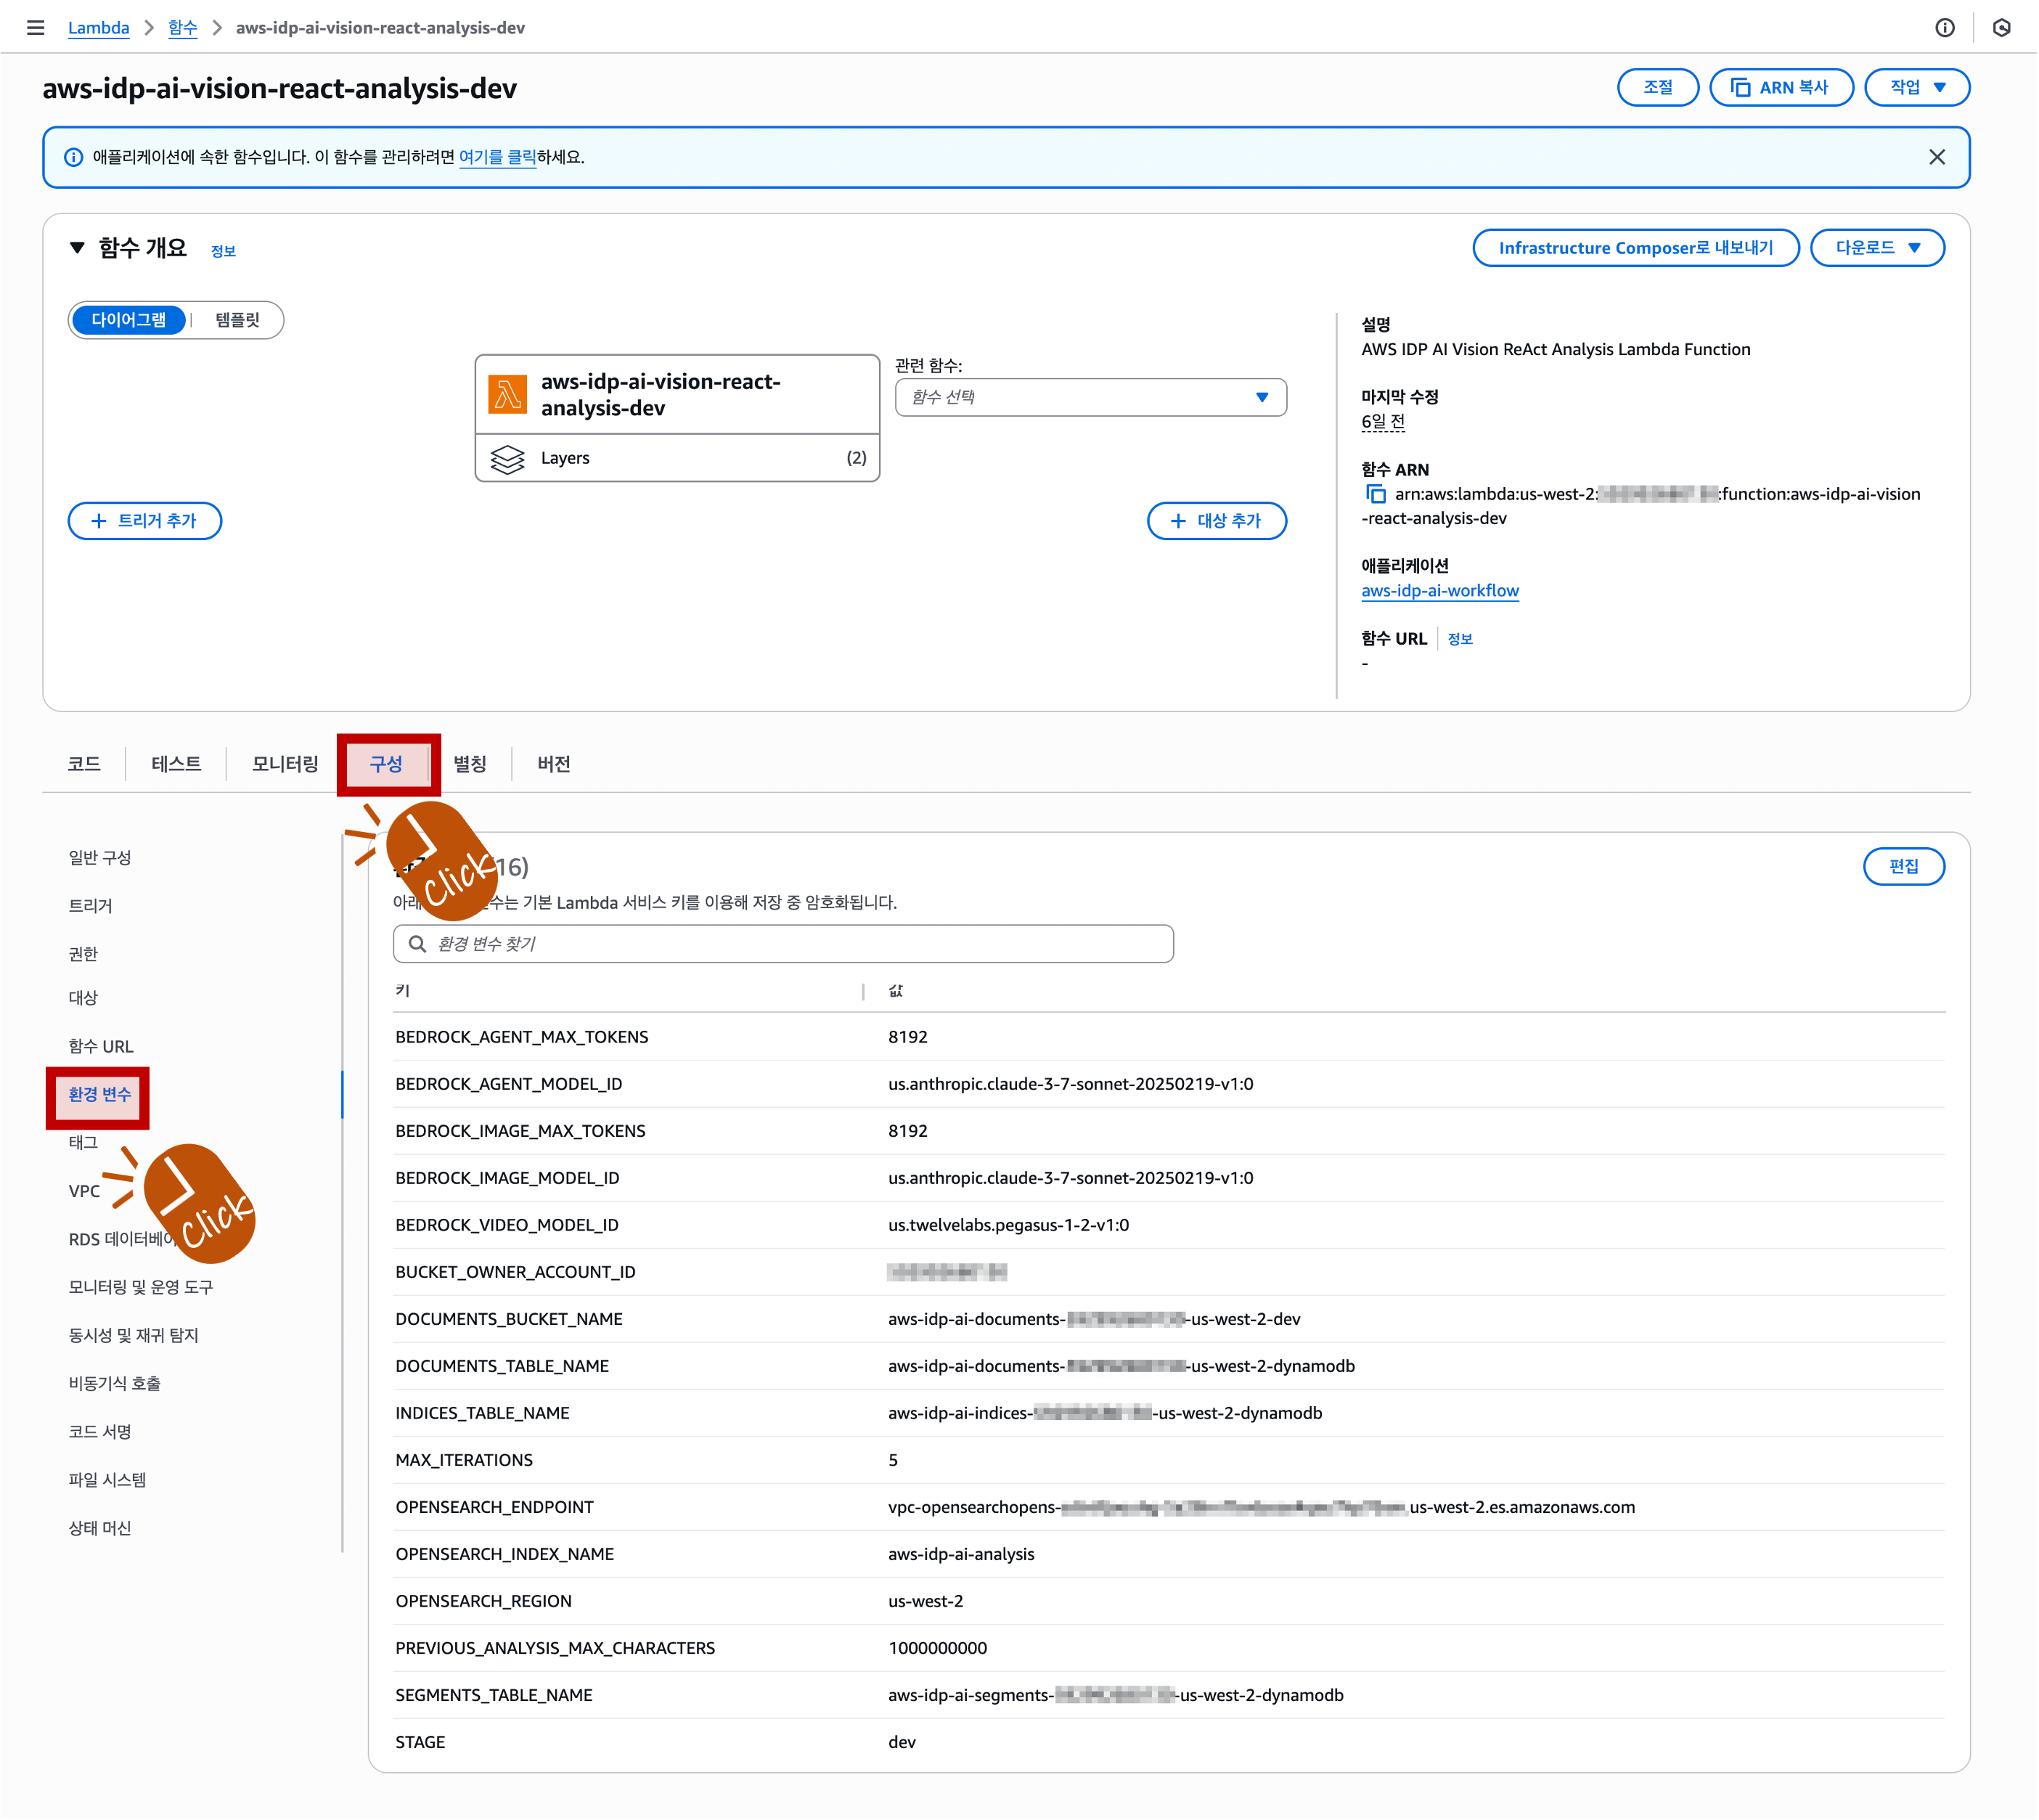 Lambda > 함수 > aws-idp-ai-vision-react-analysis-dev
aws-idp-ai-vision-react-analysis-dev
조절
ARN 복사
작업
애플리케이션에 속한 함수입니다. 이 함수를 관리하려면 여기를 클릭하세요.
함수 개요 정보
Infrastructure Composer로 내보내기
다운로드
다이어그램 | 템플릿
aws-idp-ai-vision-react-
analysis-dev
Layers (2)
관련 함수:
함수 선택
+ 트리거 추가
+ 대상 추가
설명
AWS IDP AI Vision ReAct Analysis Lambda Function
마지막 수정
6일 전
함수 ARN
arn:aws:lambda:us-west-2: :function:aws-idp-ai-vision
-react-analysis-dev
애플리케이션
aws-idp-ai-workflow
함수 URL 정보
-
코드 테스트 모니터링 구성 별칭 버전
Click
일반 구성
트리거
권한
대상
함수 URL
환경 변수
태그
VPC
RDS 데이터베이
Click
모니터링 및 운영 도구
동시성 및 재귀 탐지
비동기식 호출
코드 서명
파일 시스템
상태 머신
16)
편집
아래 변수는 기본 Lambda 서비스 키를 이용해 저장 중 암호화됩니다.
환경 변수 찾기
키 값
BEDROCK_AGENT_MAX_TOKENS 8192
BEDROCK_AGENT_MODEL_ID us.anthropic.claude-3-7-sonnet-20250219-v1:0
BEDROCK_IMAGE_MAX_TOKENS 8192
BEDROCK_IMAGE_MODEL_ID us.anthropic.claude-3-7-sonnet-20250219-v1:0
BEDROCK_VIDEO_MODEL_ID us.twelvelabs.pegasus-1-2-v1:0
BUCKET_OWNER_ACCOUNT_ID
DOCUMENTS_BUCKET_NAME aws-idp-ai-documents- -us-west-2-dev
DOCUMENTS_TABLE_NAME aws-idp-ai-documents- -us-west-2-dynamodb
INDICES_TABLE_NAME aws-idp-ai-indices- -us-west-2-dynamodb
MAX_ITERATIONS 5
OPENSEARCH_ENDPOINT vpc-opensearchopens- .us-west-2.es.amazonaws.com
OPENSEARCH_INDEX_NAME aws-idp-ai-analysis
OPENSEARCH_REGION us-west-2
PREVIOUS_ANALYSIS_MAX_CHARACTERS 1000000000
SEGMENTS_TABLE_NAME aws-idp-ai-segments- -us-west-2-dynamodb
STAGE dev